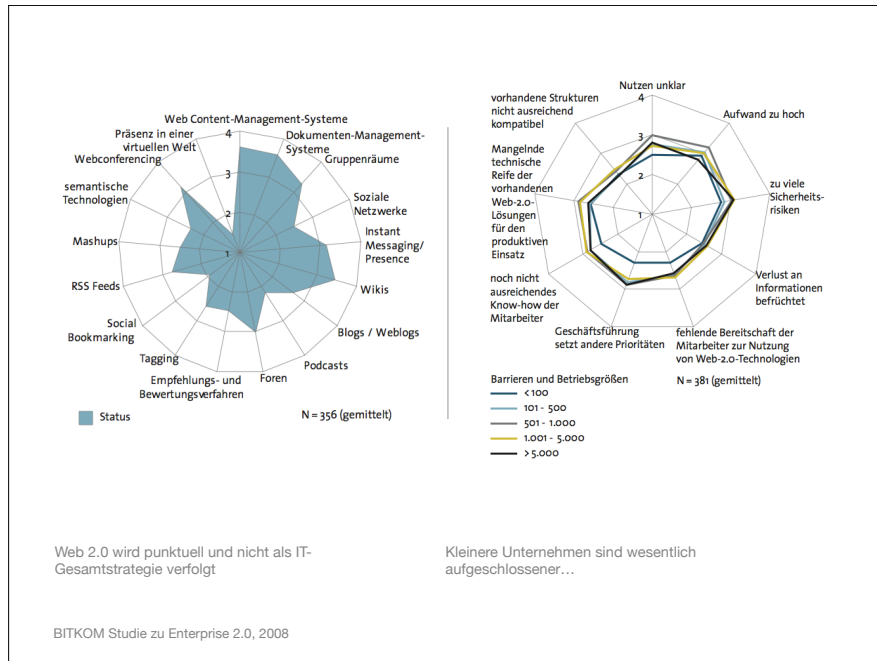 Web Content-Management-Systeme
Präsenz in einer
virtuellen Welt
Webconferencing
semantische
Technologien
Mashups
RSS Feeds
Social
Bookmarking
Tagging
Empfehlungs- und
Bewertungsverfahren
Foren
Podcasts
Blogs / Weblogs
Wikis
Instant
Messaging/
Presence
Soziale
Netzwerke
Gruppenräume
Dokumenten-Management-
Systeme
4
3
2
1
Status
N = 356 (gemittelt)
Nutzen unklar
Aufwand zu hoch
zu viele
Sicherheits-
risiken
Verlust an
Informationen
befrüchtet
fehlende Bereitschaft der
Mitarbeiter zur Nutzung
von Web-2.0-Technologien
Geschäftsführung
setzt andere Prioritäten
noch nicht
ausreichendes
Know-how der
Mitarbeiter
Mangelnde
technische
Reife der
vorhandenen
Web-2.0-
Lösungen
für den
produktiven
Einsatz
vorhandene Strukturen
nicht ausreichend
kompatibel
4
3
2
1
Barrieren und Betriebsgrößen
N = 381 (gemittelt)
< 100
101 - 500
501 - 1.000
1.001 - 5.000
> 5.000
Web 2.0 wird punktuell und nicht als IT-
Gesamtstrategie verfolgt
Kleinere Unternehmen sind wesentlich
aufgeschlossener…
BITKOM Studie zu Enterprise 2.0, 2008